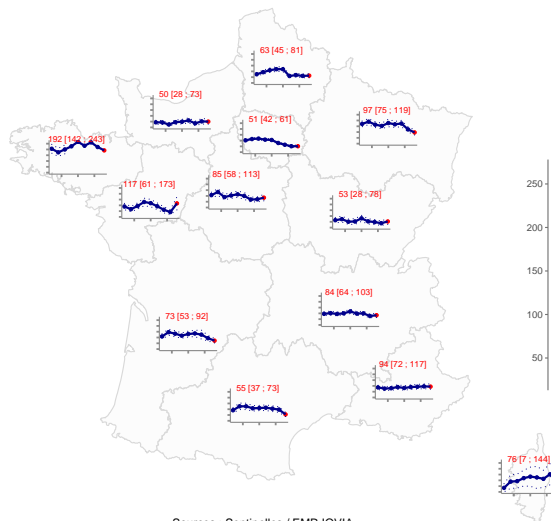 63 [45 ; 81]
50 [28 ; 73]
97 [75 ; 119]
51 [42 ; 61]
192 [142 ; 243]
85 [58 ; 113]
117 [61 ; 173]
53 [28 ; 78]
250
200
150
100
50
84 [64 ; 103]
73 [53 ; 92]
94 [72 ; 117]
55 [37 ; 73]
76 [7 ; 144]